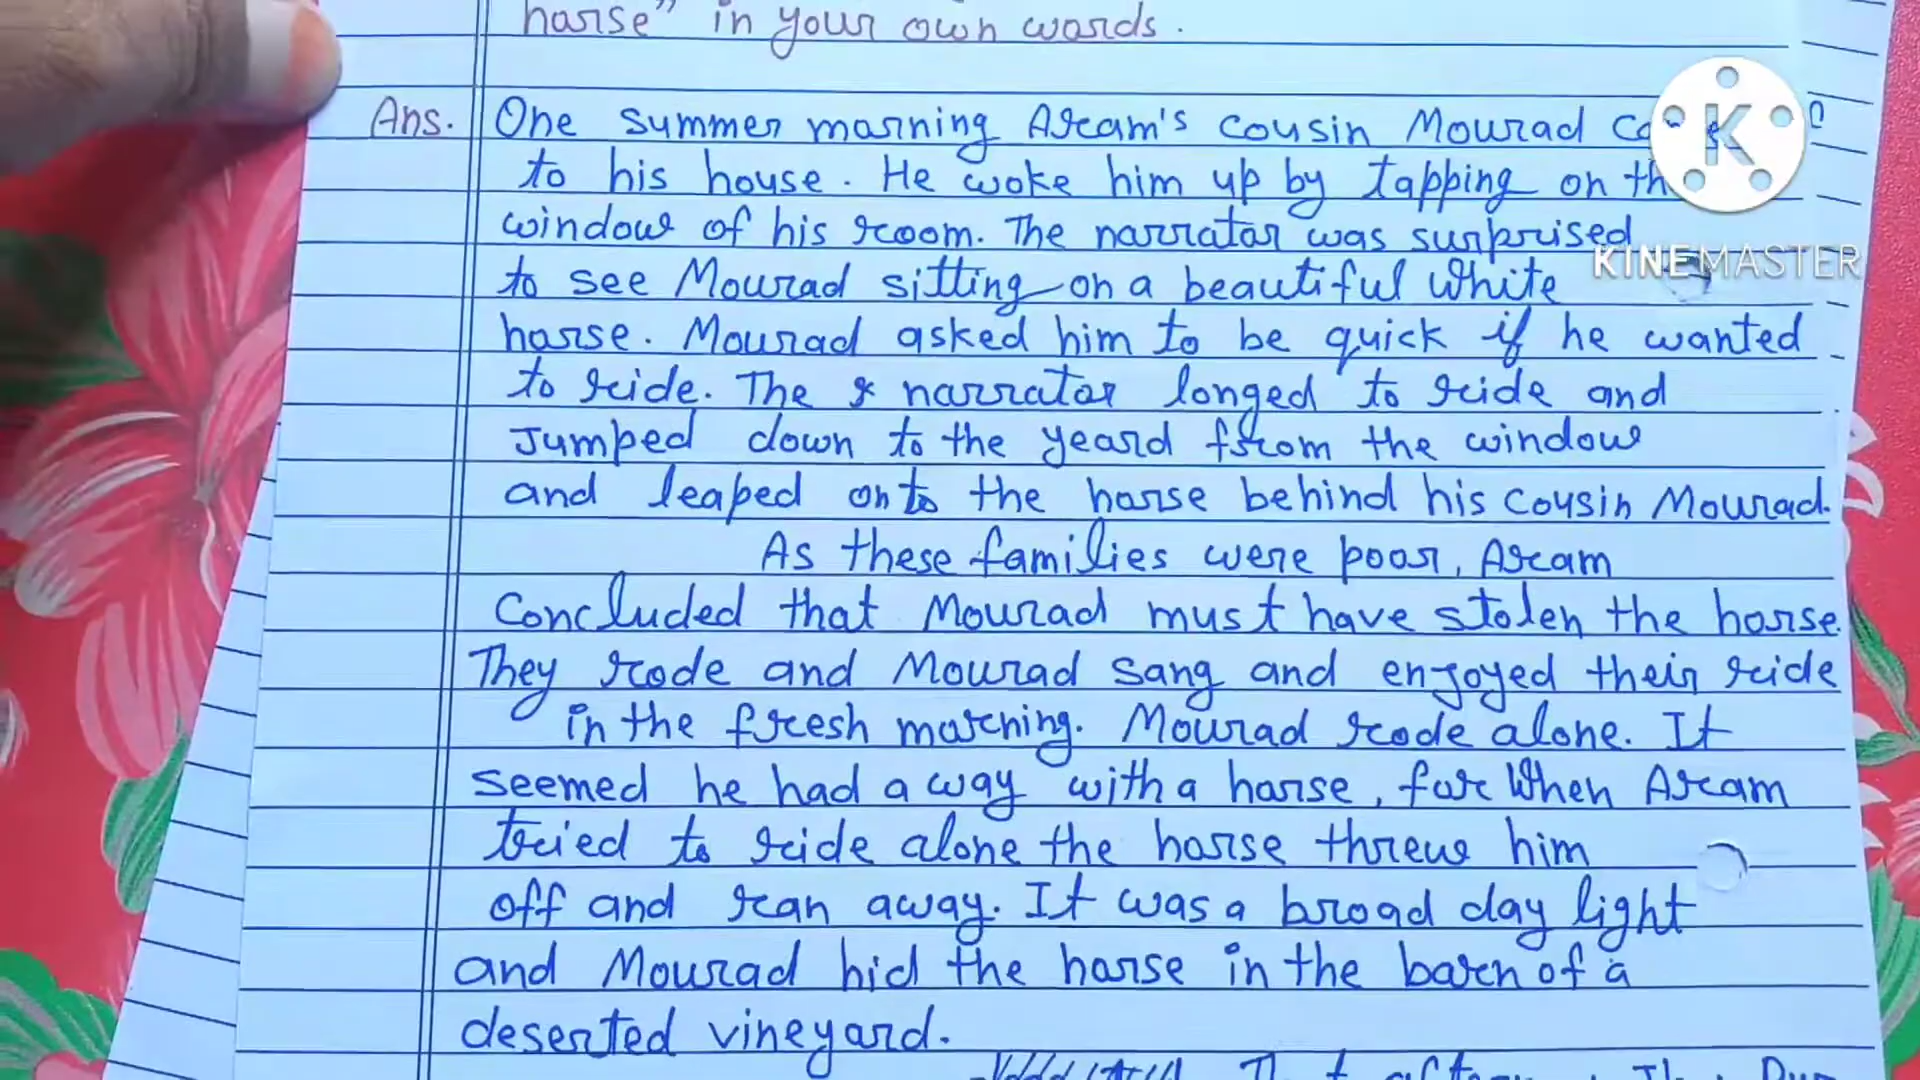 horse" in your own words.
Ans. One summer morning Aram's cousin Mourad
to his house. He woke him up by tapping on
window of his room. The narrator was surprised
to see Mourad sitting on a beautiful white
horse. Mourad asked him to be quick if he wanted
to ride. The narrator longed to ride and
Jumped down to the yeard from the window
and leaped onto the horse behind his cousin Mourad.
As these families were poor, Aram
Concluded that Mourad must have stolen the horse.
They rode and Mourad sang and enjoyed their ride
in the fresh morning. Mourad rode alone. It
seemed he had a way with a horse, for when Aram
tried to ride alone the horse threw him
off and ran away. It was a broad day light
and Mourad hid the horse in the barn of a
deserted vineyard.
K
KINEMASTER